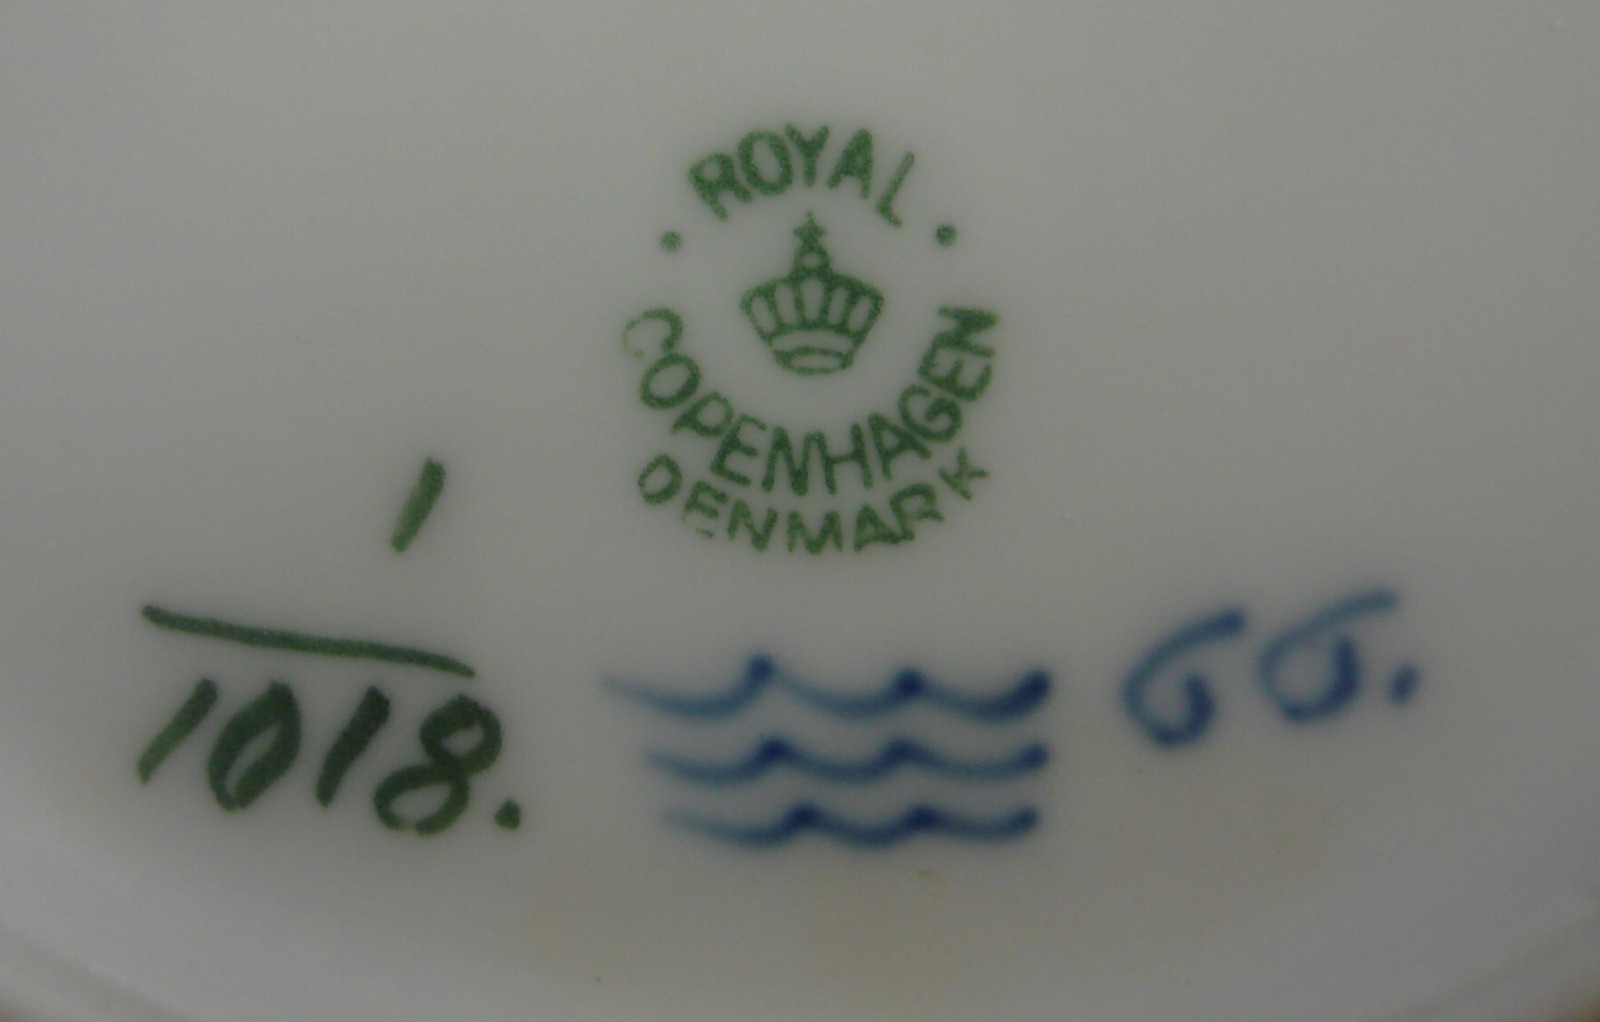 ROYAL
COPENHAGEN
DENMARK
1
1018.
66.